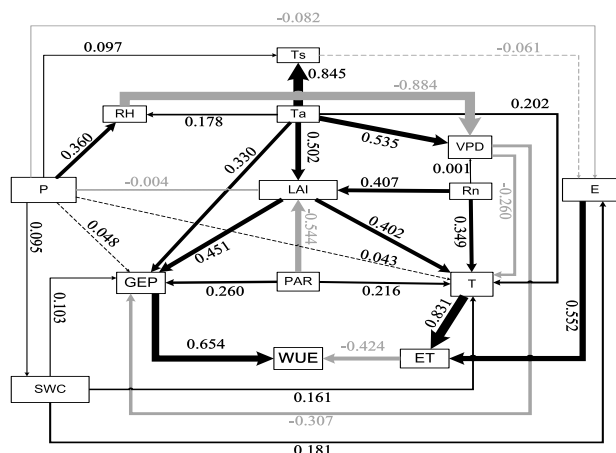 -0.082
0.097
Ts
-0.061
0.845
-0.884
RH
Ta
0.202
0.178
0.360
0.330
0.502
0.535
VPD
0.001
-0.260
P
-0.004
LAI
0.407
Rn
E
0.095
0.048
0.451
-0.544
0.402
0.349
0.043
GEP
0.260
PAR
0.216
T
0.103
0.831
0.552
0.654
WUE
-0.424
ET
SWC
0.161
-0.307
0.181